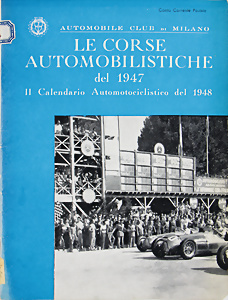 AUTOMOBILE CLUB DI MILANO
LE CORSE
AUTOMOBILISTICHE
del 1947
Il Calendario Automotociclistico del 1948